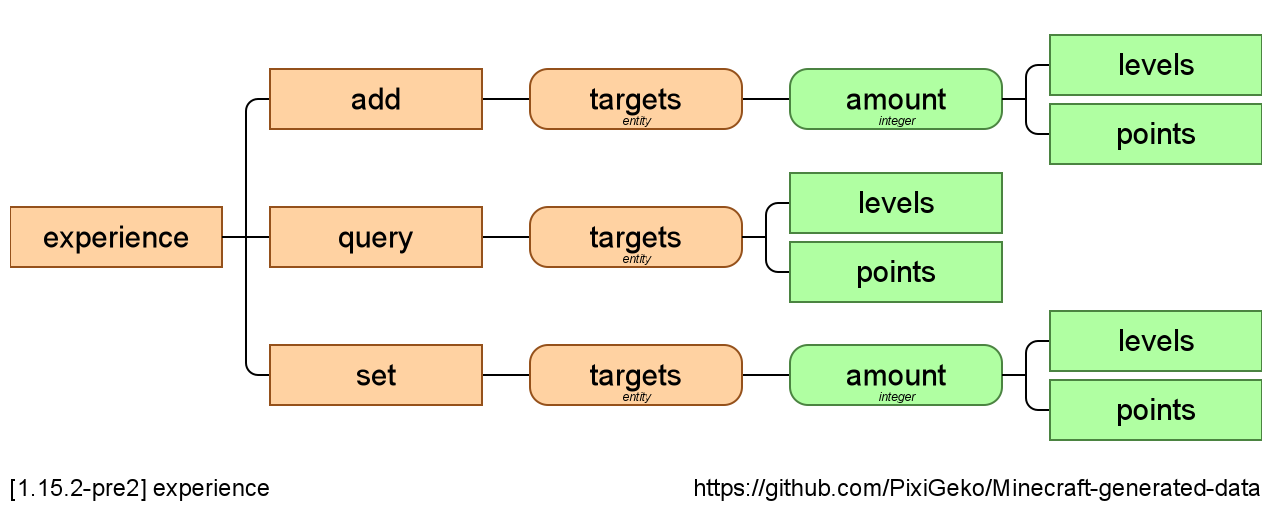 levels
add
targets
entity
amount
integer
points
levels
experience
query
targets
entity
points
levels
set
targets
entity
amount
integer
points
[1.15.2-pre2] experience
https://github.com/PixiGeko/Minecraft-generated-data